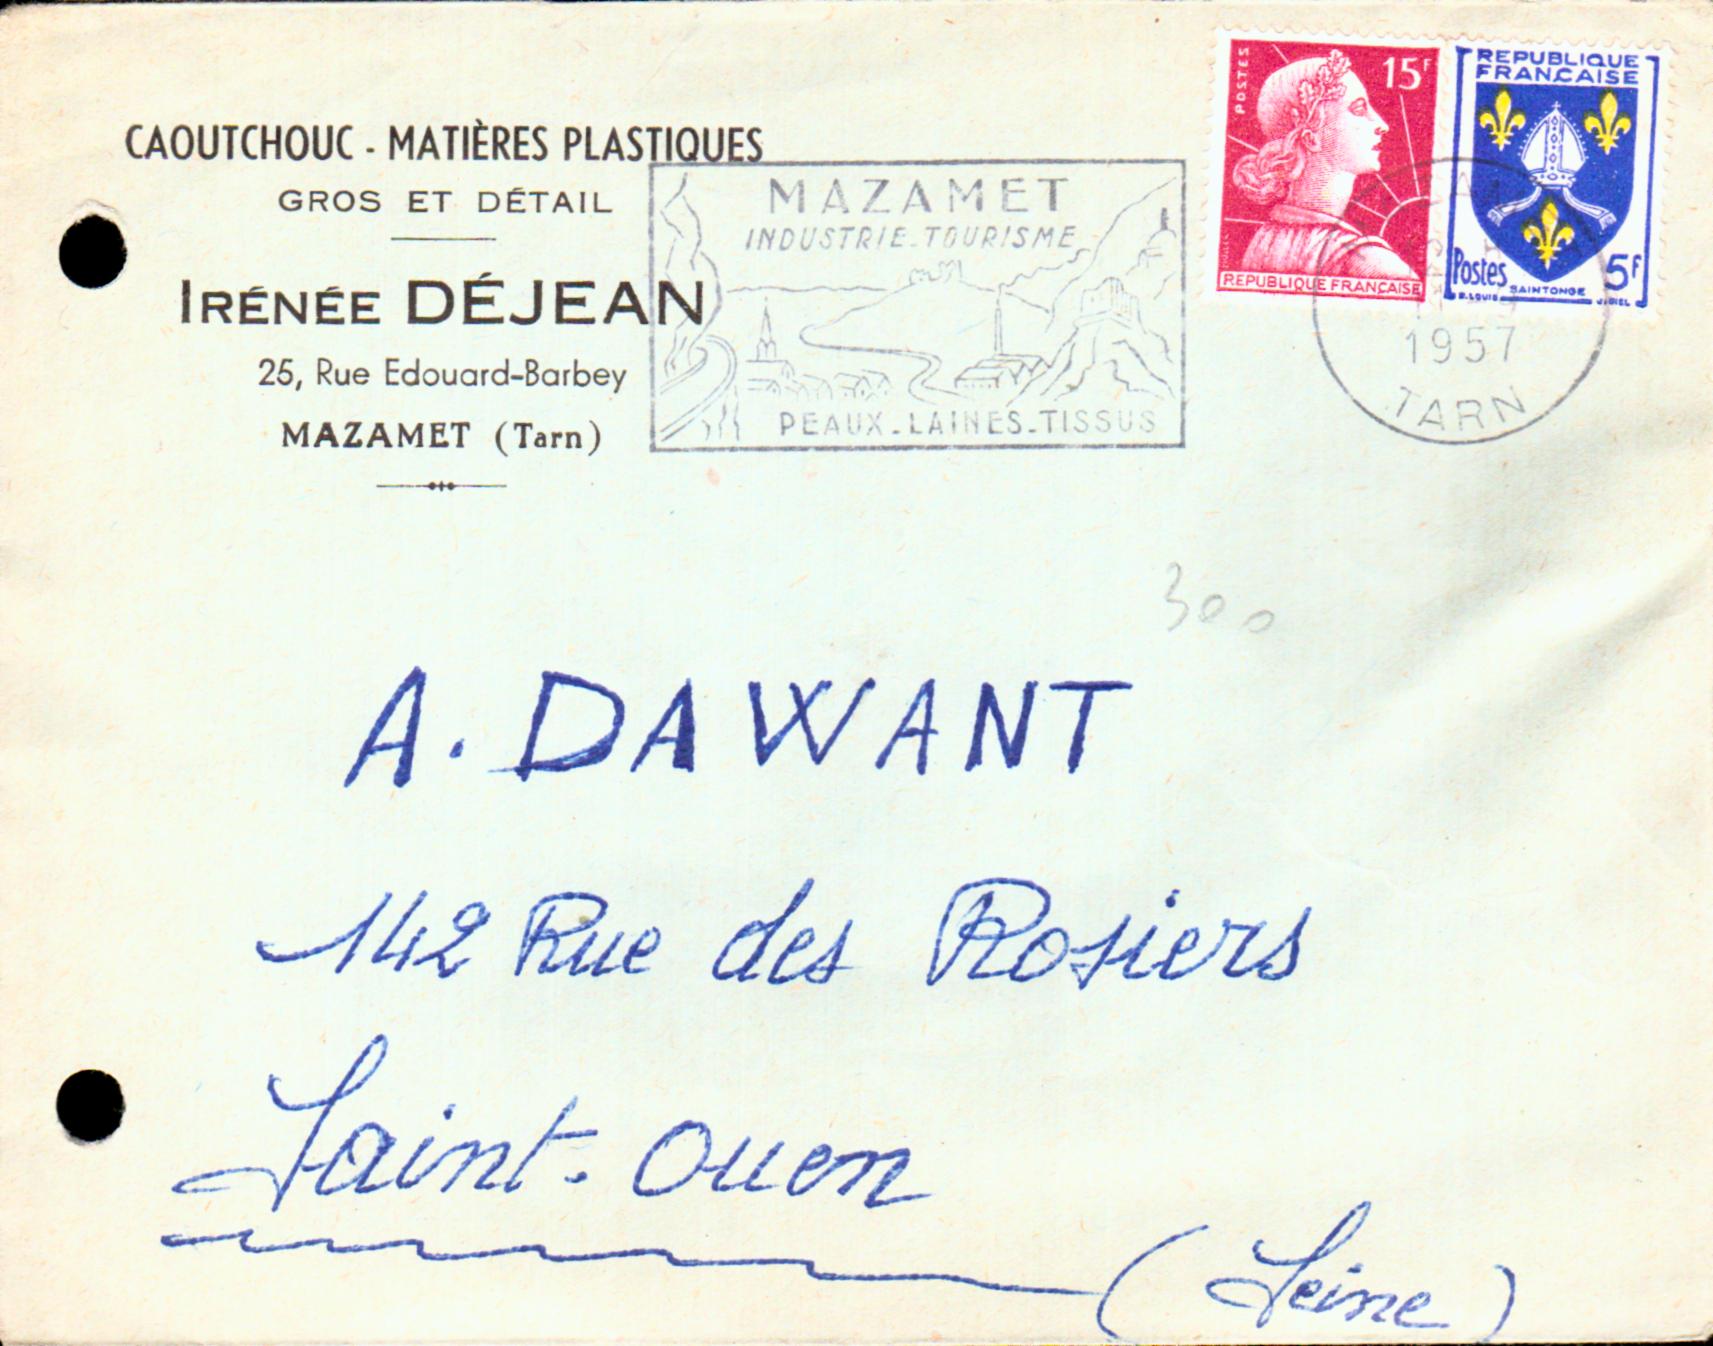 CAOUTCHOUC - MATIÈRES PLASTIQUES
GROS ET DÉTAIL
IRÉNÉE DÉJEAN
25, Rue Edouard-Barbey
MAZAMET (Tarn)
MAZAMET
INDUSTRIE-TOURISME
PEAUX-LAINES-TISSUS
POSTES
15F
REPUBLIQUE FRANÇAISE
REPUBLIQUE
FRANÇAISE
Postes
SAINTONGE
5F
1957
TARN
300
A. DAWANT
142 Rue des Rosiers
Saint-Ouen
(Seine)